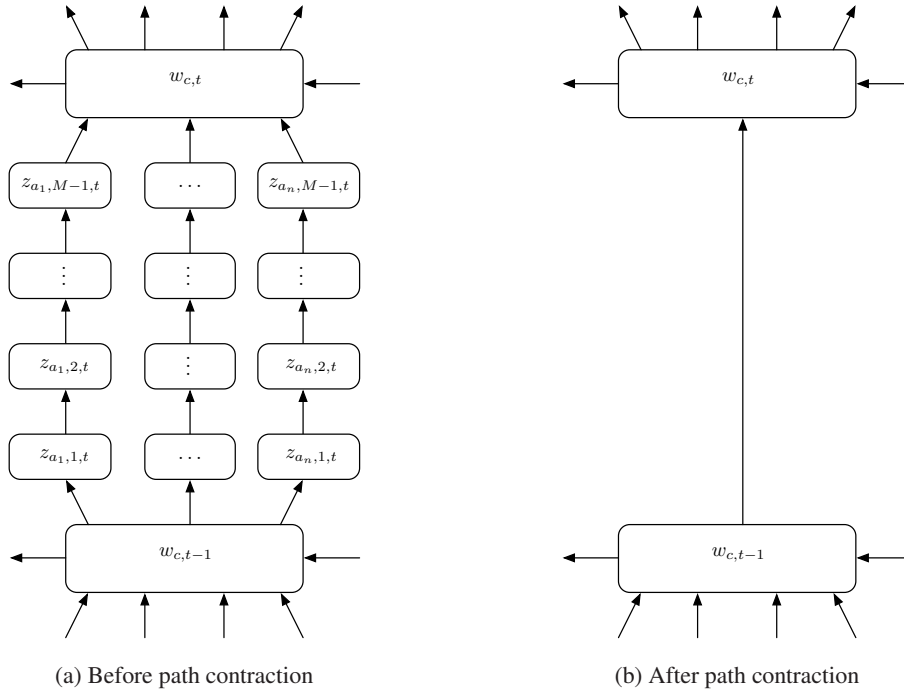 w_{c,t} w_{c,t}
z_{a_1,M−1,t} ⋯ z_{a_n,M−1,t}
⋮ ⋮ ⋮
z_{a_1,2,t} ⋮ z_{a_n,2,t}
z_{a_1,1,t} ⋯ z_{a_n,1,t}
w_{c,t−1} w_{c,t−1}
(a) Before path contraction
(b) After path contraction